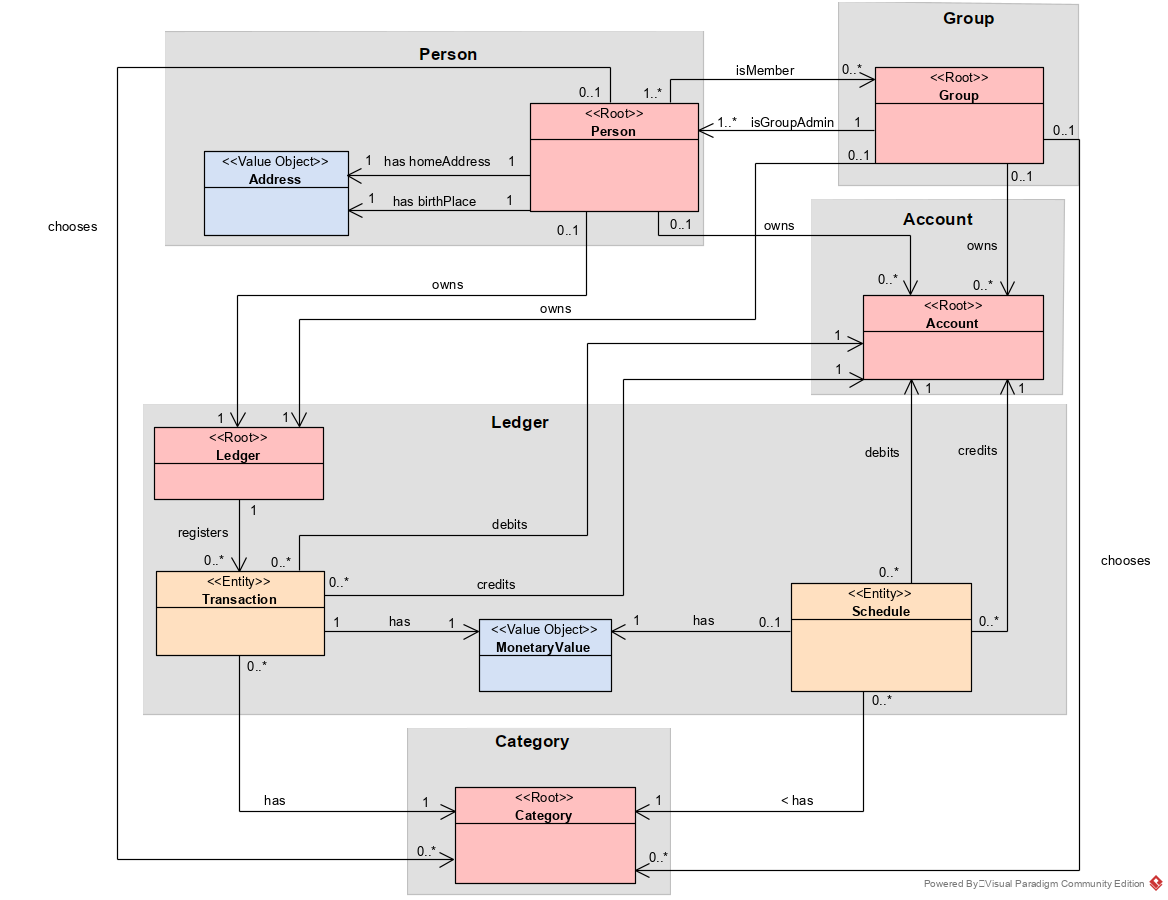 Group
Person
isMember
0..*
<<Root>>
Group
0..1
1..*
<<Root>>
Person
1..*
isGroupAdmin
1
0..1
0..1
0..1
<<Value Object>>
Address
1
has homeAddress
1
1
has birthPlace
1
chooses
0..1
0..1
owns
Account
owns
0..*
0..*
owns
owns
<<Root>>
Account
1
1
1
1
Ledger
1
1
<<Root>>
Ledger
debits
credits
1
registers
debits
0..*
0..*
chooses
<<Entity>>
Transaction
0..*
credits
0..*
<<Entity>>
Schedule
1
has
1
<<Value Object>>
MonetaryValue
1
has
0..1
0..*
0..*
0..*
Category
has
1
<<Root>>
Category
1
< has
0..*
0..*
Powered By Visual Paradigm Community Edition